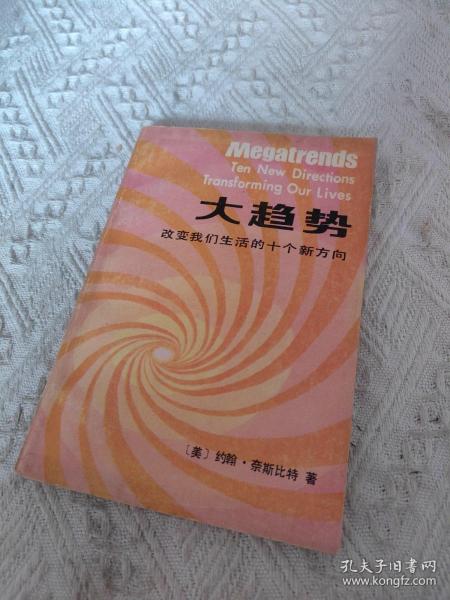 Megatrends
Ten New Directions
Transforming Our Lives
大趋势
改变我们生活的十个新方向
〔美〕约翰·奈斯比特 著
孔夫子旧书网
www.kongfz.com